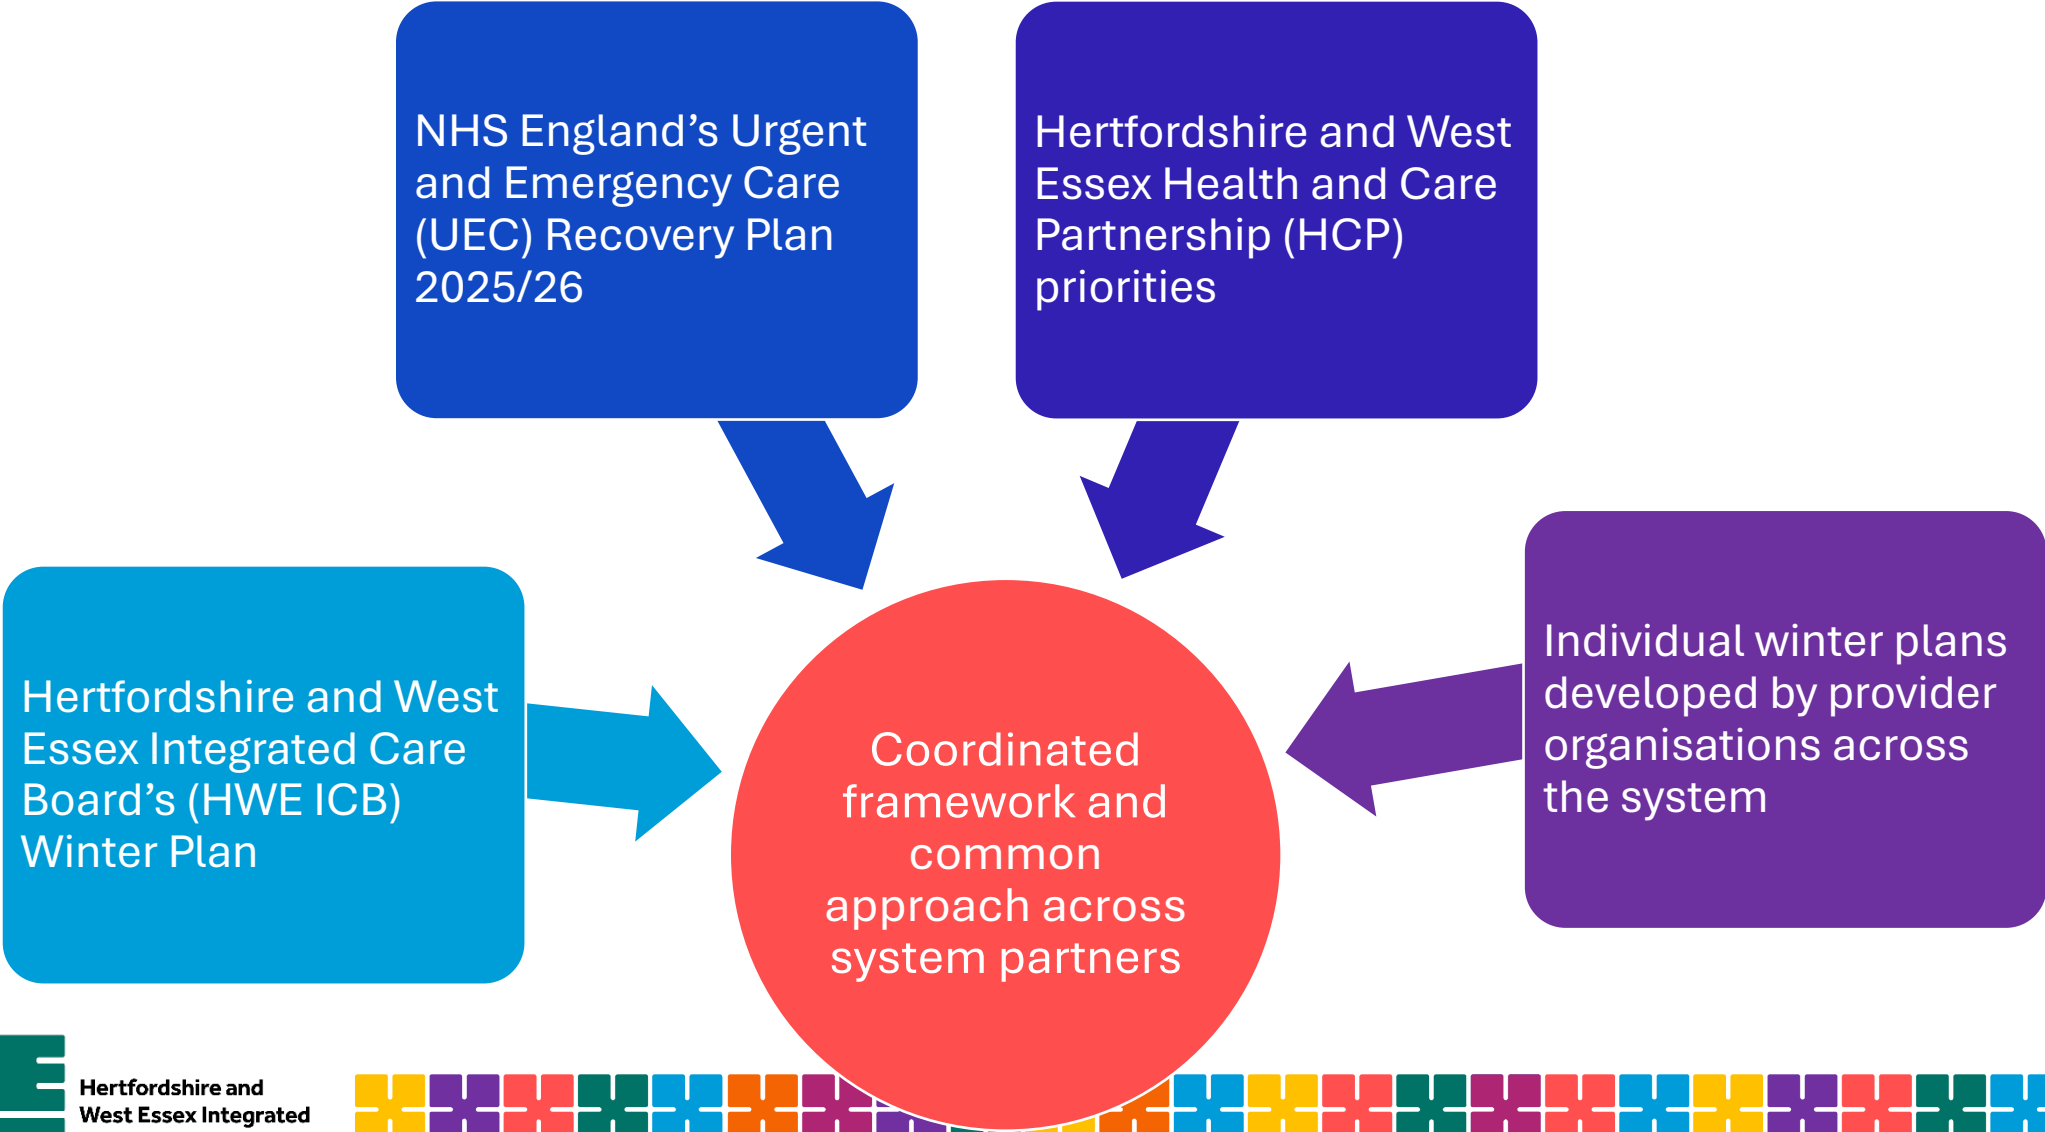 NHS England’s Urgent
and Emergency Care
(UEC) Recovery Plan
2025/26
Hertfordshire and West
Essex Health and Care
Partnership (HCP)
priorities
Hertfordshire and West
Essex Integrated Care
Board’s (HWE ICB)
Winter Plan
Coordinated
framework and
common
approach across
system partners
Individual winter plans
developed by provider
organisations across
the system
Hertfordshire and
West Essex Integrated